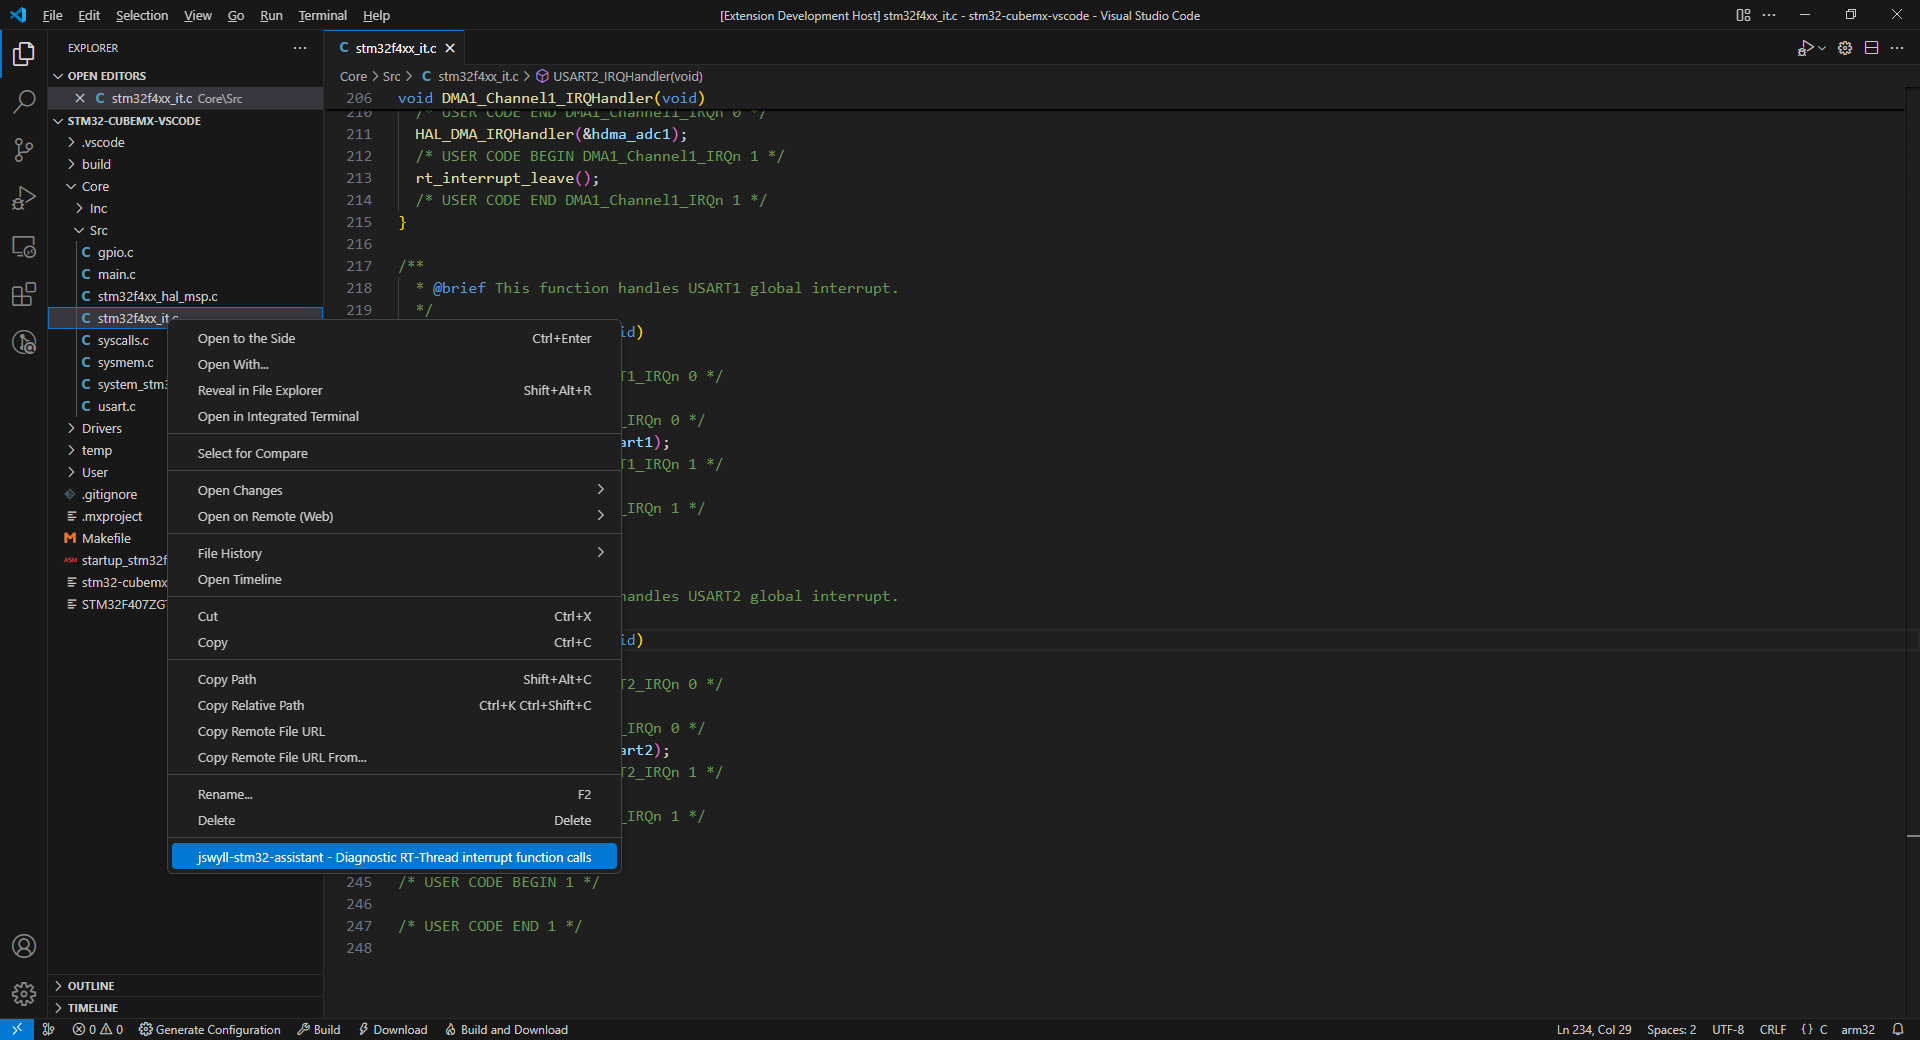 File Edit Selection View Go Run Terminal Help
[Extension Development Host] stm32f4xx_it.c - stm32-cubemx-vscode - Visual Studio Code
EXPLORER
OPEN EDITORS
stm32f4xx_it.c Core\Src
STM32-CUBEMX-VSCODE
.vscode
build
Core
Inc
Src
gpio.c
main.c
stm32f4xx_hal_msp.c
stm32f4xx_it.c
syscalls.c
sysmem.c
system_stm3
usart.c
Drivers
temp
User
.gitignore
.mxproject
Makefile
startup_stm32f
stm32-cubemx
STM32F407ZG
OUTLINE
TIMELINE
stm32f4xx_it.c
Core > Src > C stm32f4xx_it.c > USART2_IRQHandler(void)
206 void DMA1_Channel1_IRQHandler(void)
210 /* USER CODE END DMA1_Channel1_IRQn 0 */
211 HAL_DMA_IRQHandler(&hdma_adc1);
212 /* USER CODE BEGIN DMA1_Channel1_IRQn 1 */
213 rt_interrupt_leave();
214 /* USER CODE END DMA1_Channel1_IRQn 1 */
215 }
216
217 /**
218 * @brief This function handles USART1 global interrupt.
219 */
id)
T1_IRQn 0 */
_IRQn 0 */
art1);
T1_IRQn 1 */
_IRQn 1 */
handles USART2 global interrupt.
id)
T2_IRQn 0 */
_IRQn 0 */
art2);
T2_IRQn 1 */
_IRQn 1 */
245 /* USER CODE BEGIN 1 */
246
247 /* USER CODE END 1 */
248
Open to the Side Ctrl+Enter
Open With...
Reveal in File Explorer Shift+Alt+R
Open in Integrated Terminal
Select for Compare
Open Changes
Open on Remote (Web)
File History
Open Timeline
Cut Ctrl+X
Copy Ctrl+C
Copy Path Shift+Alt+C
Copy Relative Path Ctrl+K Ctrl+Shift+C
Copy Remote File URL
Copy Remote File URL From...
Rename... F2
Delete Delete
jswyll-stm32-assistant - Diagnostic RT-Thread interrupt function calls
0 0 Generate Configuration Build Download Build and Download
Ln 234, Col 29 Spaces: 2 UTF-8 CRLF {} C arm32